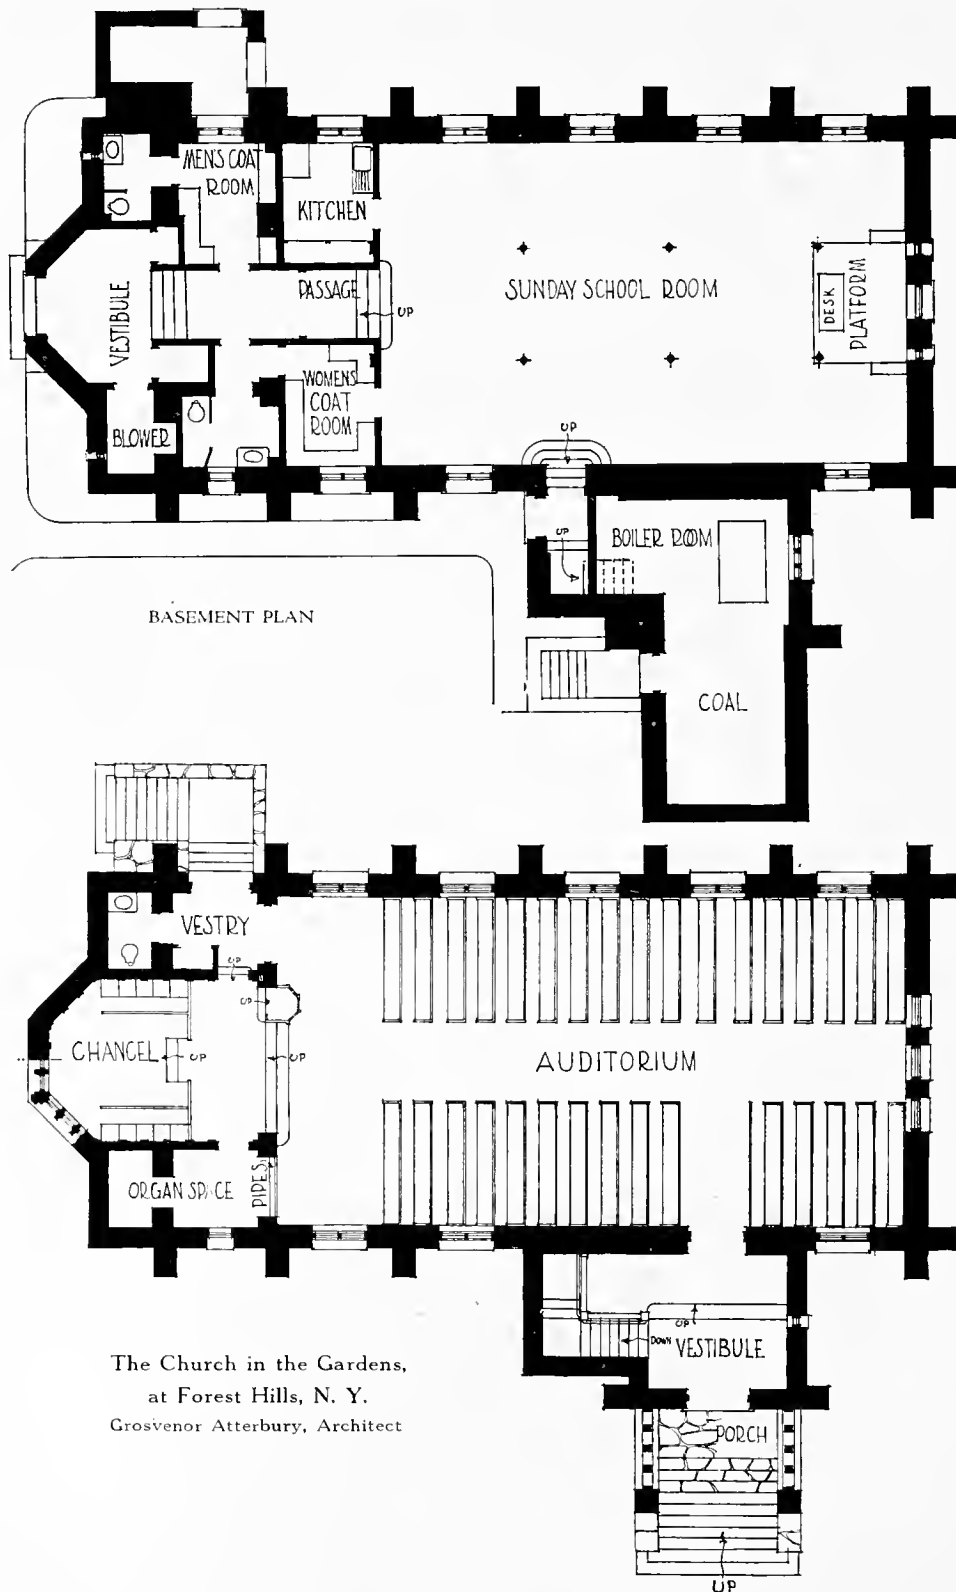 MEN'S COAT
ROOM
KITCHEN
PASSAGE
UP
VESTIBULE
SUNDAY SCHOOL ROOM
DESK
PLATFORM
WOMENS
COAT
ROOM
BLOWER
UP
UP
BOILER ROOM
BASEMENT PLAN
COAL
VESTRY
UP
UP
CHANCEL
UP
UP
AUDITORIUM
ORGAN SPACE
PIPES
UP
DOWN
VESTIBULE
The Church in the Gardens,
at Forest Hills, N. Y.
Grosvenor Atterbury, Architect
PORCH
UP